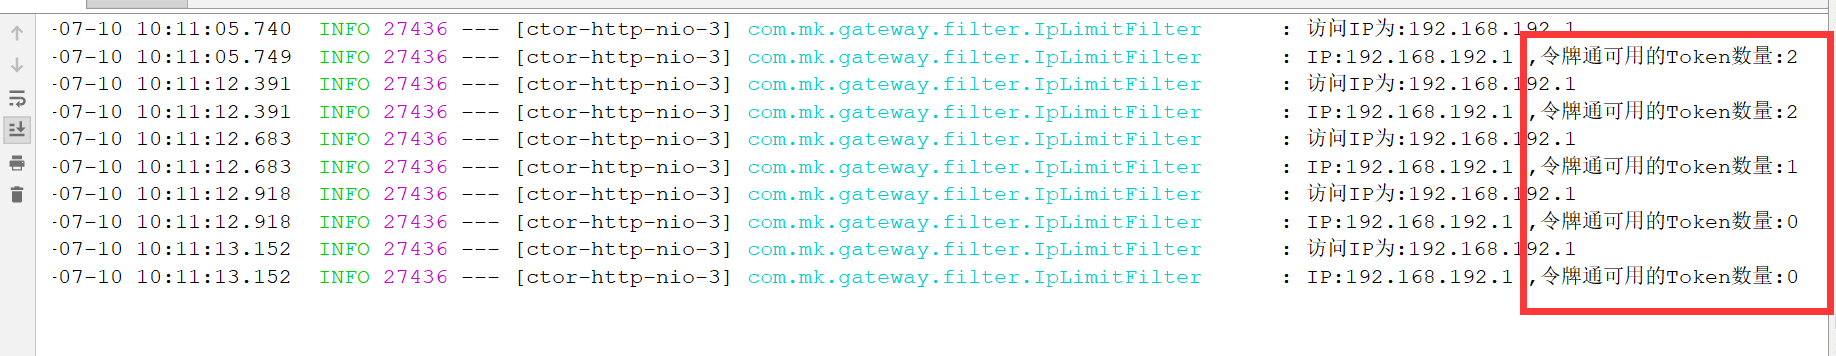 -07-10 10:11:05.740  INFO 27436 --- [ctor-http-nio-3] com.mk.gateway.filter.IpLimitFilter      : 访问IP为:192.168.192.1
-07-10 10:11:05.749  INFO 27436 --- [ctor-http-nio-3] com.mk.gateway.filter.IpLimitFilter      : IP:192.168.192.1 ,令牌通可用的Token数量:2
-07-10 10:11:12.391  INFO 27436 --- [ctor-http-nio-3] com.mk.gateway.filter.IpLimitFilter      : 访问IP为:192.168.192.1
-07-10 10:11:12.391  INFO 27436 --- [ctor-http-nio-3] com.mk.gateway.filter.IpLimitFilter      : IP:192.168.192.1 ,令牌通可用的Token数量:2
-07-10 10:11:12.683  INFO 27436 --- [ctor-http-nio-3] com.mk.gateway.filter.IpLimitFilter      : 访问IP为:192.168.192.1
-07-10 10:11:12.683  INFO 27436 --- [ctor-http-nio-3] com.mk.gateway.filter.IpLimitFilter      : IP:192.168.192.1 ,令牌通可用的Token数量:1
-07-10 10:11:12.918  INFO 27436 --- [ctor-http-nio-3] com.mk.gateway.filter.IpLimitFilter      : 访问IP为:192.168.192.1
-07-10 10:11:12.918  INFO 27436 --- [ctor-http-nio-3] com.mk.gateway.filter.IpLimitFilter      : IP:192.168.192.1 ,令牌通可用的Token数量:0
-07-10 10:11:13.152  INFO 27436 --- [ctor-http-nio-3] com.mk.gateway.filter.IpLimitFilter      : 访问IP为:192.168.192.1
-07-10 10:11:13.152  INFO 27436 --- [ctor-http-nio-3] com.mk.gateway.filter.IpLimitFilter      : IP:192.168.192.1 ,令牌通可用的Token数量:0